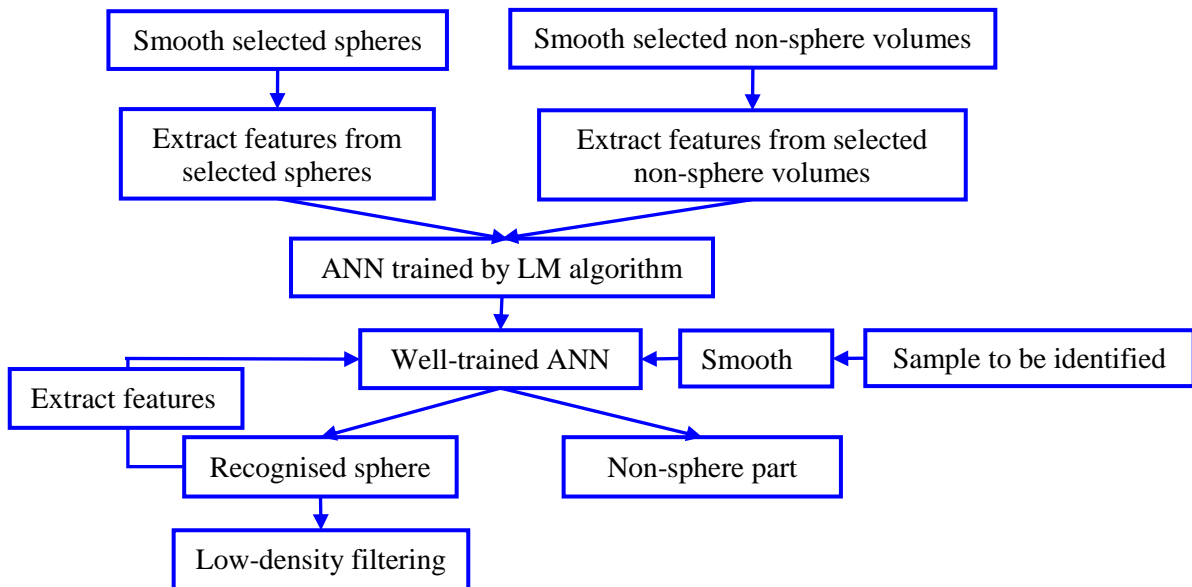 Smooth selected spheres
Smooth selected non-sphere volumes
Extract features from
selected spheres
Extract features from selected
non-sphere volumes
ANN trained by LM algorithm
Well-trained ANN
Smooth
Sample to be identified
Extract features
Recognised sphere
Non-sphere part
Low-density filtering